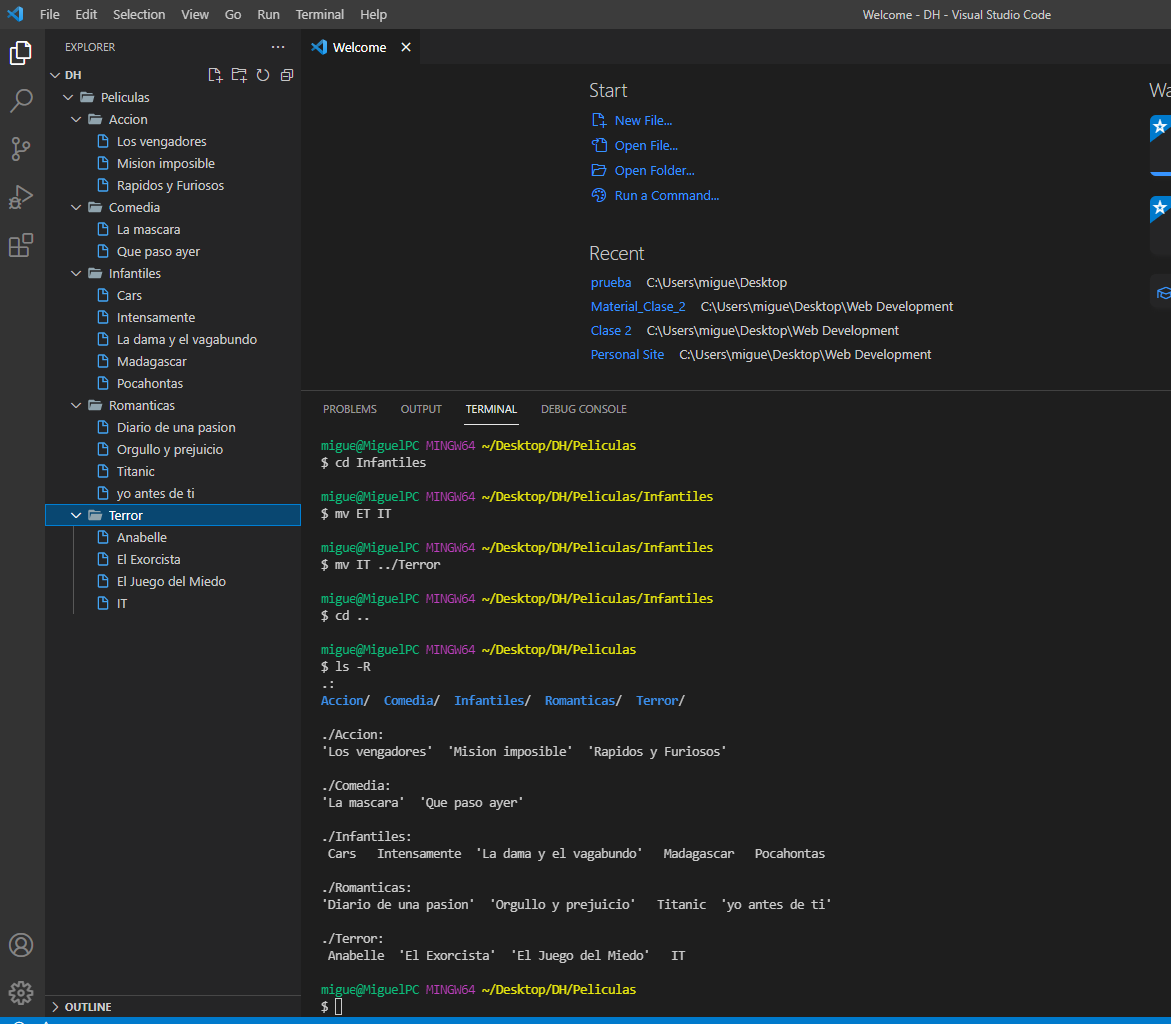 File Edit Selection View Go Run Terminal Help
Welcome - DH - Visual Studio Code
EXPLORER
DH
Peliculas
Accion
Los vengadores
Mision imposible
Rapidos y Furiosos
Comedia
La mascara
Que paso ayer
Infantiles
Cars
Intensamente
La dama y el vagabundo
Madagascar
Pocahontas
Romanticas
Diario de una pasion
Orgullo y prejuicio
Titanic
yo antes de ti
Terror
Anabelle
El Exorcista
El Juego del Miedo
IT
OUTLINE
Welcome
Start
New File...
Open File...
Open Folder...
Run a Command...
Recent
prueba C:\Users\migue\Desktop
Material_Clase_2 C:\Users\migue\Desktop\Web Development
Clase 2 C:\Users\migue\Desktop\Web Development
Personal Site C:\Users\migue\Desktop\Web Development
PROBLEMS OUTPUT TERMINAL DEBUG CONSOLE
migue@MiguelPC MINGW64 ~/Desktop/DH/Peliculas
$ cd Infantiles
migue@MiguelPC MINGW64 ~/Desktop/DH/Peliculas/Infantiles
$ mv ET IT
migue@MiguelPC MINGW64 ~/Desktop/DH/Peliculas/Infantiles
$ mv IT ../Terror
migue@MiguelPC MINGW64 ~/Desktop/DH/Peliculas/Infantiles
$ cd ..
migue@MiguelPC MINGW64 ~/Desktop/DH/Peliculas
$ ls -R
.:
Accion/ Comedia/ Infantiles/ Romanticas/ Terror/
./Accion:
'Los vengadores' 'Mision imposible' 'Rapidos y Furiosos'
./Comedia:
'La mascara' 'Que paso ayer'
./Infantiles:
Cars Intensamente 'La dama y el vagabundo' Madagascar Pocahontas
./Romanticas:
'Diario de una pasion' 'Orgullo y prejuicio' Titanic 'yo antes de ti'
./Terror:
Anabelle 'El Exorcista' 'El Juego del Miedo' IT
migue@MiguelPC MINGW64 ~/Desktop/DH/Peliculas
$